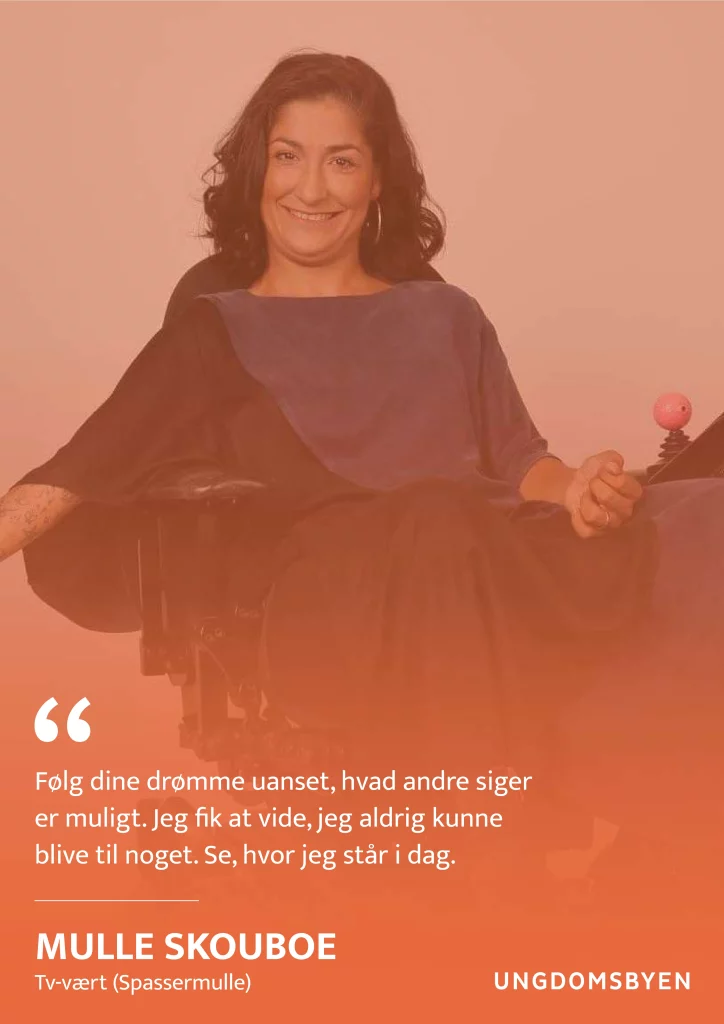 “
Følg dine drømme uanset, hvad andre siger
er muligt. Jeg fik at vide, jeg aldrig kunne
blive til noget. Se, hvor jeg står i dag.
MULLE SKOUBOE
Tv-vært (Spassermulle)
UNGDOMSBYEN